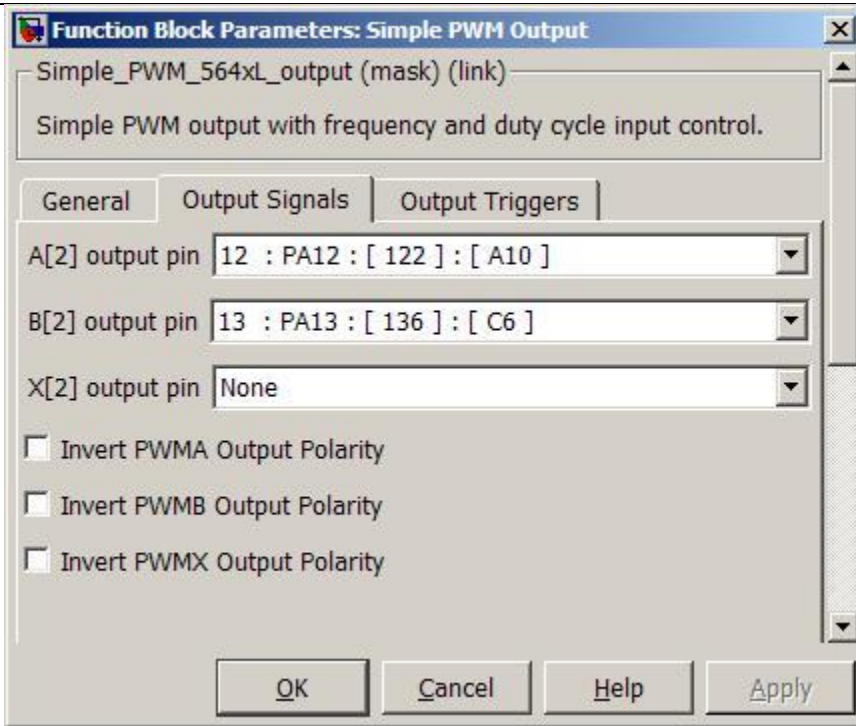 Function Block Parameters: Simple PWM Output
Simple_PWM_564xL_output (mask) (link)
Simple PWM output with frequency and duty cycle input control.
General Output Signals Output Triggers
A[2] output pin 12 : PA12 : [ 122 ] : [ A10 ]
B[2] output pin 13 : PA13 : [ 136 ] : [ C6 ]
X[2] output pin None
Invert PWMA Output Polarity
Invert PWMB Output Polarity
Invert PWMX Output Polarity
OK Cancel Help Apply